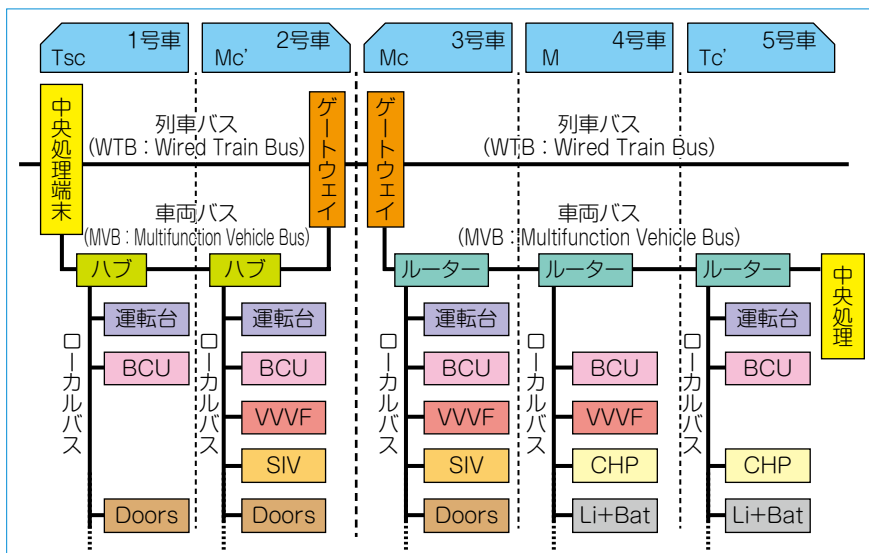 1号車
Tsc
2号車
Mc’
3号車
Mc
4号車
M
5号車
Tc’
中央処理端末
列車バス
(WTB：Wired Train Bus)
ゲートウェイ
ゲートウェイ
列車バス
(WTB：Wired Train Bus)
車両バス
(MVB：Multifunction Vehicle Bus)
車両バス
(MVB：Multifunction Vehicle Bus)
ハブ
ハブ
ルーター
ルーター
ルーター
中央処理
ローカルバス
運転台
BCU
Doors
ローカルバス
運転台
BCU
VVVF
SIV
Doors
ローカルバス
運転台
BCU
VVVF
SIV
Doors
ローカルバス
BCU
VVVF
CHP
Li+Bat
ローカルバス
運転台
BCU
CHP
Li+Bat